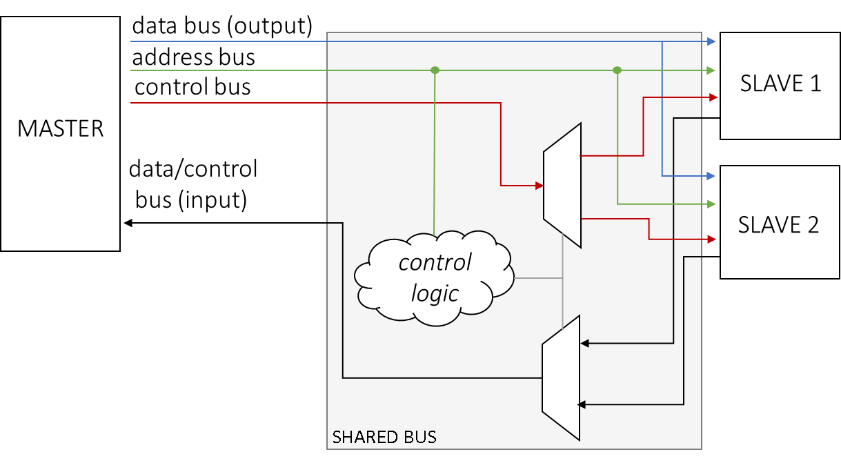 data bus (output)
address bus
control bus
MASTER
data/control
bus (input)
SLAVE 1
SLAVE 2
control
logic
SHARED BUS